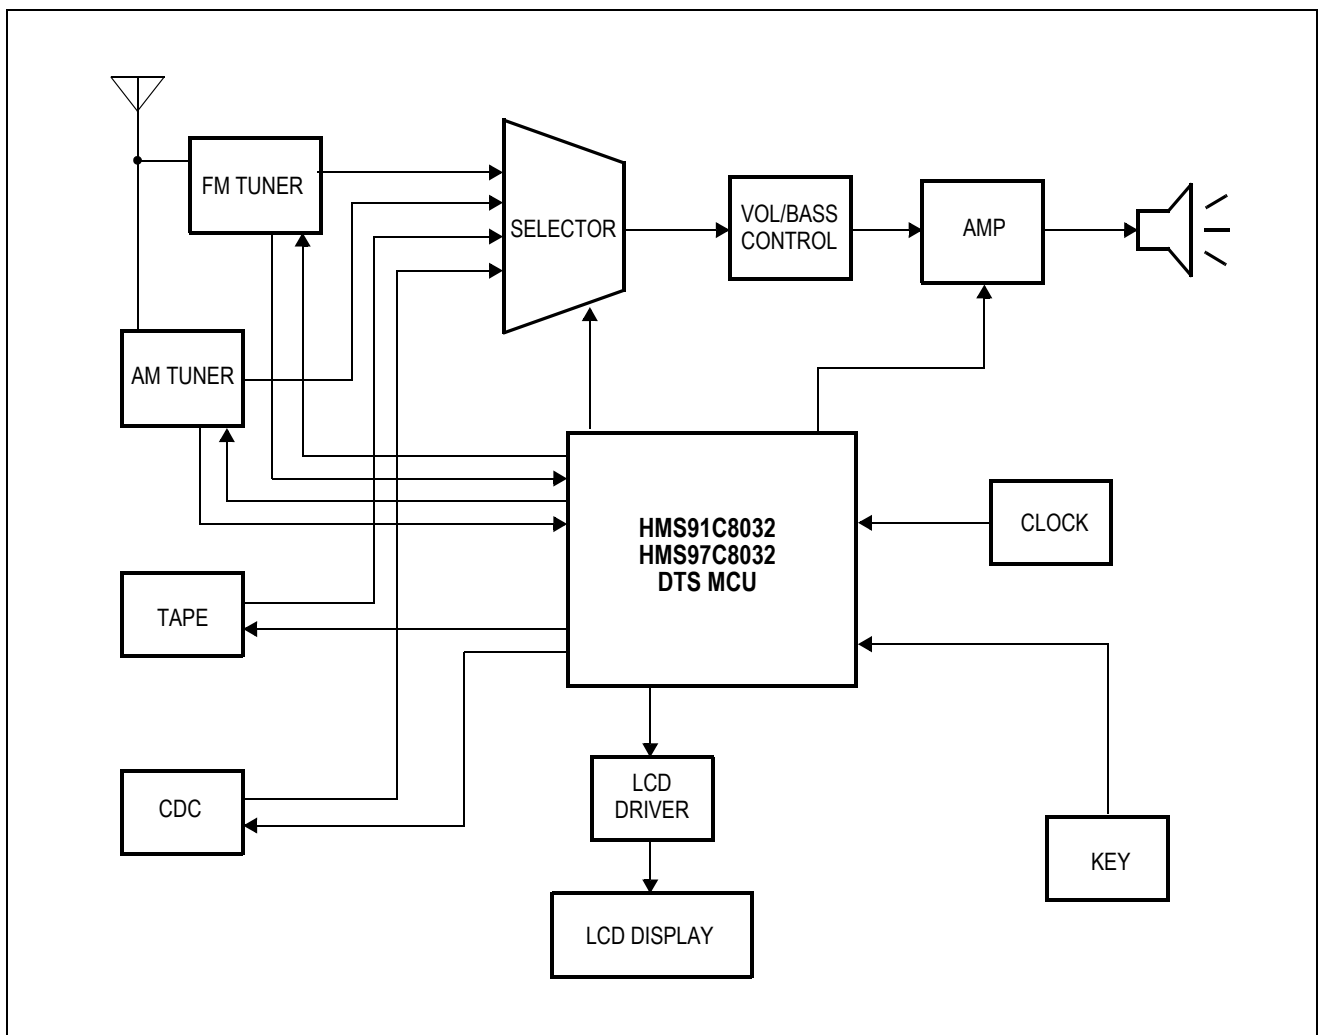 FM TUNER
SELECTOR
VOL/BASS
CONTROL
AMP
AM TUNER
HMS91C8032
HMS97C8032
DTS MCU
CLOCK
TAPE
LCD
DRIVER
CDC
KEY
LCD DISPLAY